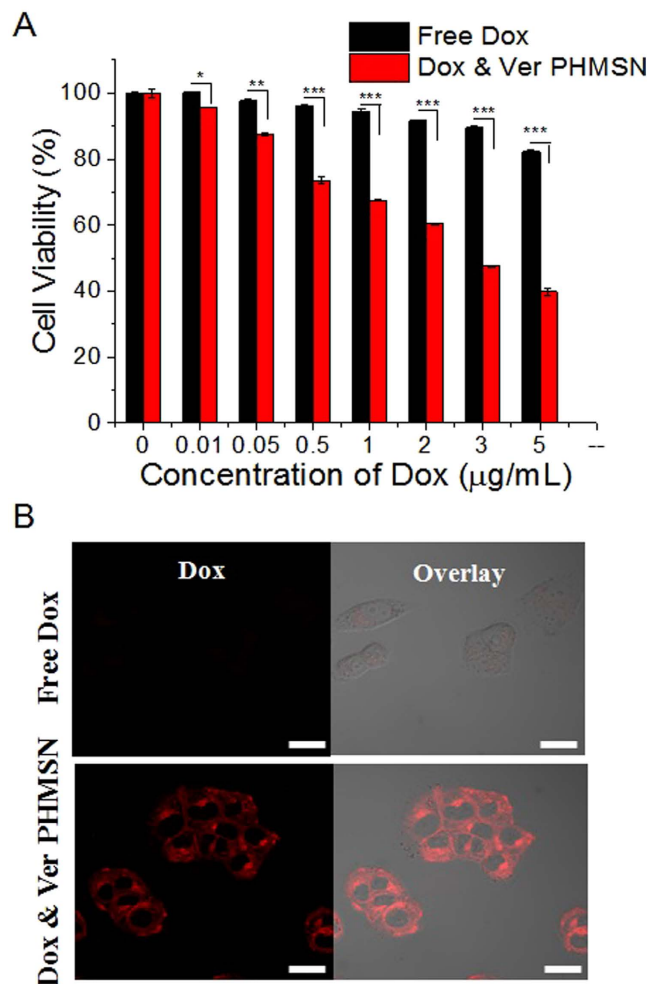 A
Free Dox
Dox & Ver PHMSN
* ** *** *** *** *** ***
100
80
60
40
20
0
Cell Viability (%)
0 0.01 0.05 0.5 1 2 3 5 --
Concentration of Dox (μg/mL)
B
Dox Overlay
Free Dox
Dox & Ver PHMSN